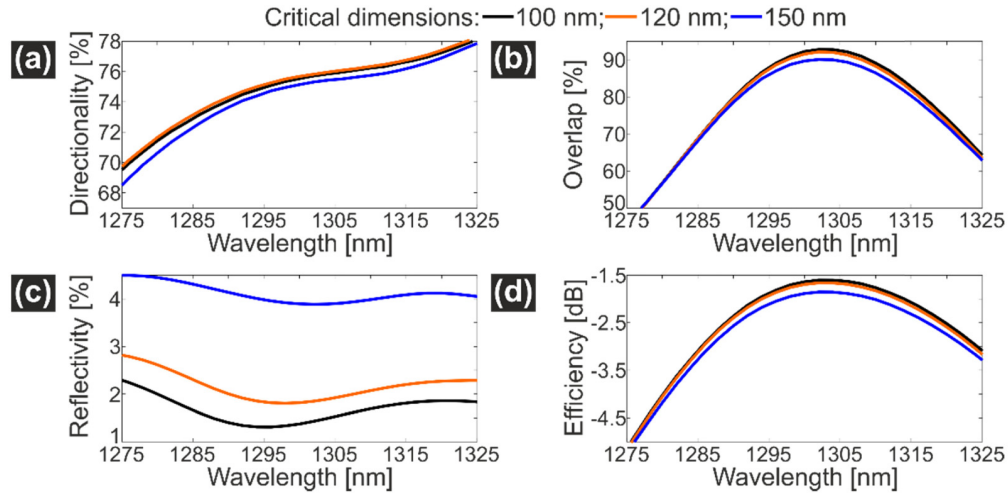 Critical dimensions: 100 nm; 120 nm; 150 nm
(a)
Directionality [%]
78
76
74
72
70
68
1275 1285 1295 1305 1315 1325
Wavelength [nm]
(b)
Overlap [%]
90
80
70
60
50
1275 1285 1295 1305 1315 1325
Wavelength [nm]
(c)
Reflectivity [%]
4
3
2
1
1275 1285 1295 1305 1315 1325
Wavelength [nm]
(d)
Efficiency [dB]
-1.5
-2.5
-3.5
-4.5
1275 1285 1295 1305 1315 1325
Wavelength [nm]